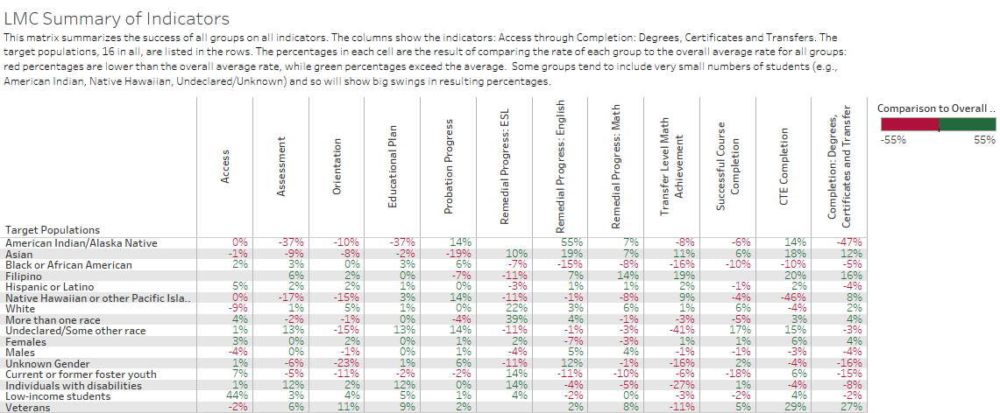 LMC Summary of Indicators
This matrix summarizes the success of all groups on all indicators. The columns show the indicators: Access through Completion: Degrees, Certificates and Transfers. The
target populations, 16 in all, are listed in the rows. The percentages in each cell are the result of comparing the rate of each group to the overall average rate for all groups:
red percentages are lower than the overall average rate, while green percentages exceed the average. Some groups tend to include very small numbers of students (e.g.,
American Indian, Native Hawaiian, Undeclared/Unknown) and so will show big swings in resulting percentages.
Comparison to Overall ..
-55% 55%
Target Populations
Access
Assessment
Orientation
Educational Plan
Probation Progress
Remedial Progress: ESL
Remedial Progress: English
Remedial Progress: Math
Transfer Level Math
Achievement
Successful Course
Completion
CTE Completion
Completion: Degrees,
Certificates and Transfer
American Indian/Alaska Native 0% -37% -10% -37% 14% 55% 7% -8% -6% 14% -47%
Asian -1% -9% -8% -2% -19% 10% 19% 7% 11% 6% 18% 12%
Black or African American 2% 3% 0% 3% 6% -7% -15% -8% -16% -10% -10% -5%
Filipino 6% 2% 0% -7% -11% 7% 14% 19% 20% 16%
Hispanic or Latino 5% 2% 2% 1% 0% -3% 1% 1% 2% -1% 2% -4%
Native Hawaiian or other Pacific Isla.. 0% -17% -15% 3% 14% -11% -1% -8% 9% -4% -46% 8%
White -9% 1% 5% 1% 0% 22% 3% 6% 1% 6% -4% 2%
More than one race 4% -2% -1% 0% -4% 39% 4% -1% -3% -5% 3% 4%
Undeclared/Some other race 1% 13% -15% 13% 14% -11% -1% -3% -41% 17% 15% -3%
Females 3% 0% 2% 0% 1% 2% -7% -3% 1% 1% 6% 4%
Males -4% 0% -1% 0% 1% -4% 5% 4% -1% -1% -3% -4%
Unknown Gender 1% -6% -23% 1% 6% -11% 12% -1% -16% 2% -4% -16%
Current or former foster youth 7% -5% -11% -2% -2% 14% -11% -10% -6% -18% 6% -15%
Individuals with disabilities 1% 12% 2% 12% 0% 14% -4% -5% -27% 1% -4% -8%
Low-income students 44% 3% 4% 5% 1% 4% -2% 0% -3% -2% 4% -2%
Veterans -2% 6% 11% 9% 2% 2% 8% -11% 5% 29% 27%